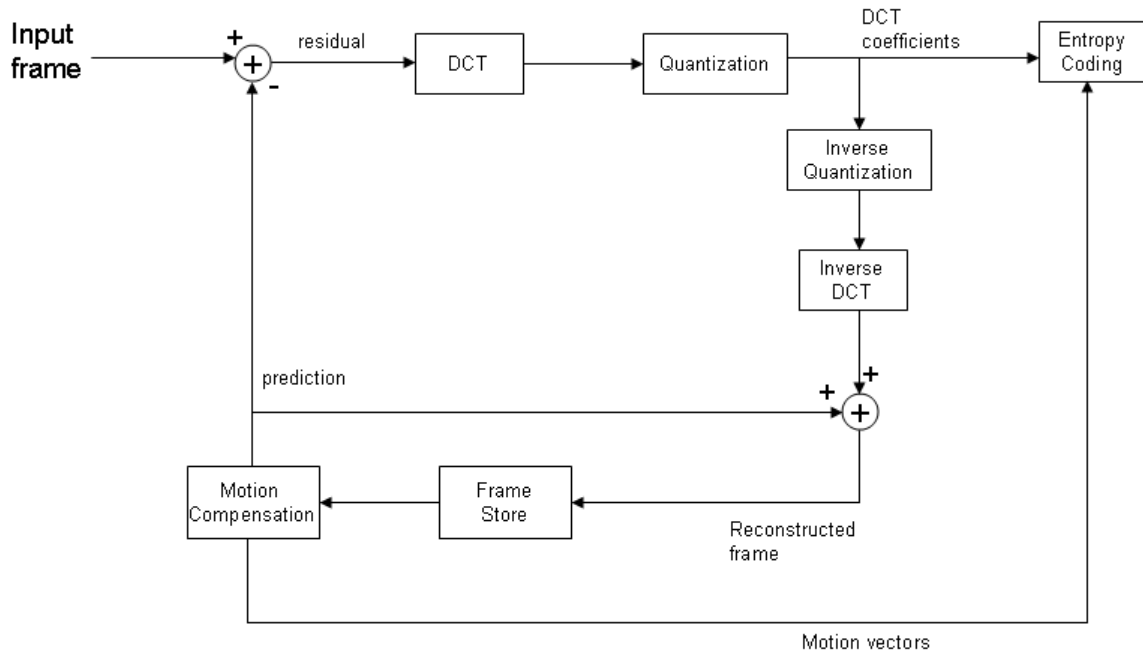 Input
frame
+
+
-
residual
DCT
Quantization
DCT
coefficients
Entropy
Coding
Inverse
Quantization
Inverse
DCT
prediction
+
+
+
Motion
Compensation
Frame
Store
Reconstructed
frame
Motion vectors